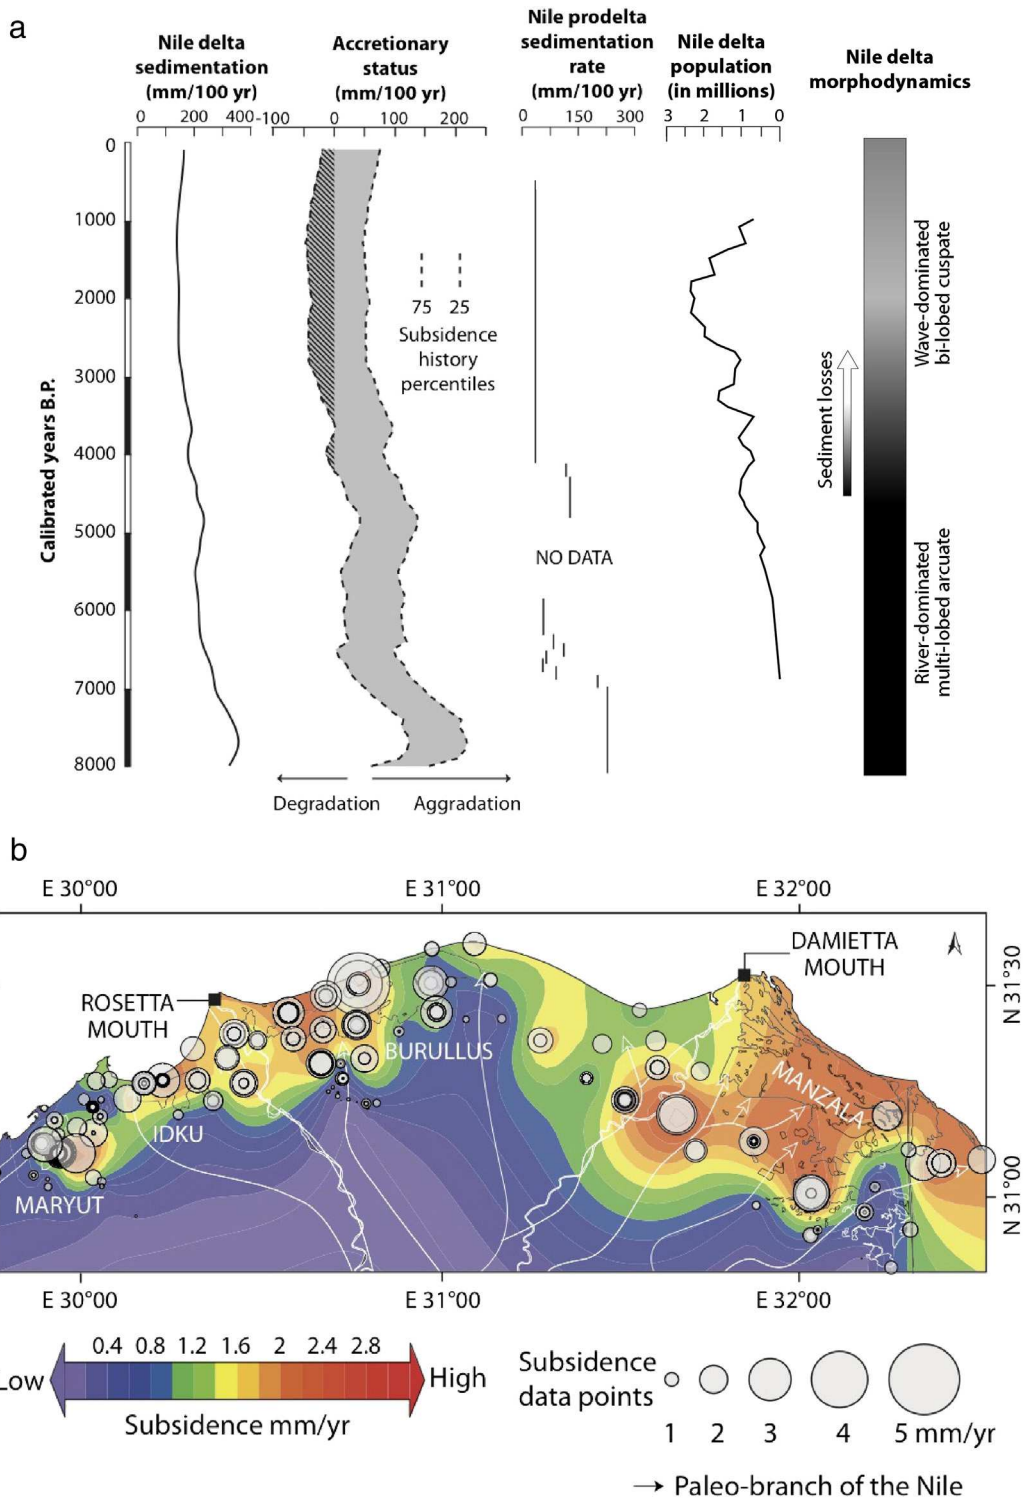 a
Nile delta
sedimentation
(mm/100 yr)
Accretionary
status
(mm/100 yr)
Nile prodelta
sedimentation
rate
(mm/100 yr)
Nile delta
population
(in millions)
Nile delta
morphodynamics
0 200 400
-100 0 100 200
0 150 300
3 2 1 0
Calibrated years B.P.
0
1000
2000
3000
4000
5000
6000
7000
8000
75 25
Subsidence
history
percentiles
NO DATA
Sediment losses
Wave-dominated
bi-lobed cuspate
River-dominated
multi-lobed arcuate
Degradation Aggradation
b
E 30°00 E 31°00 E 32°00
DAMIETTA
MOUTH
ROSETTA
MOUTH
N 31°30
BURULLUS
MANZALA
IDKU
MARYUT
N 31°00
E 30°00 E 31°00 E 32°00
0.4 0.8 1.2 1.6 2 2.4 2.8
Low High
Subsidence mm/yr
Subsidence
data points
1 2 3 4 5 mm/yr
Paleo-branch of the Nile